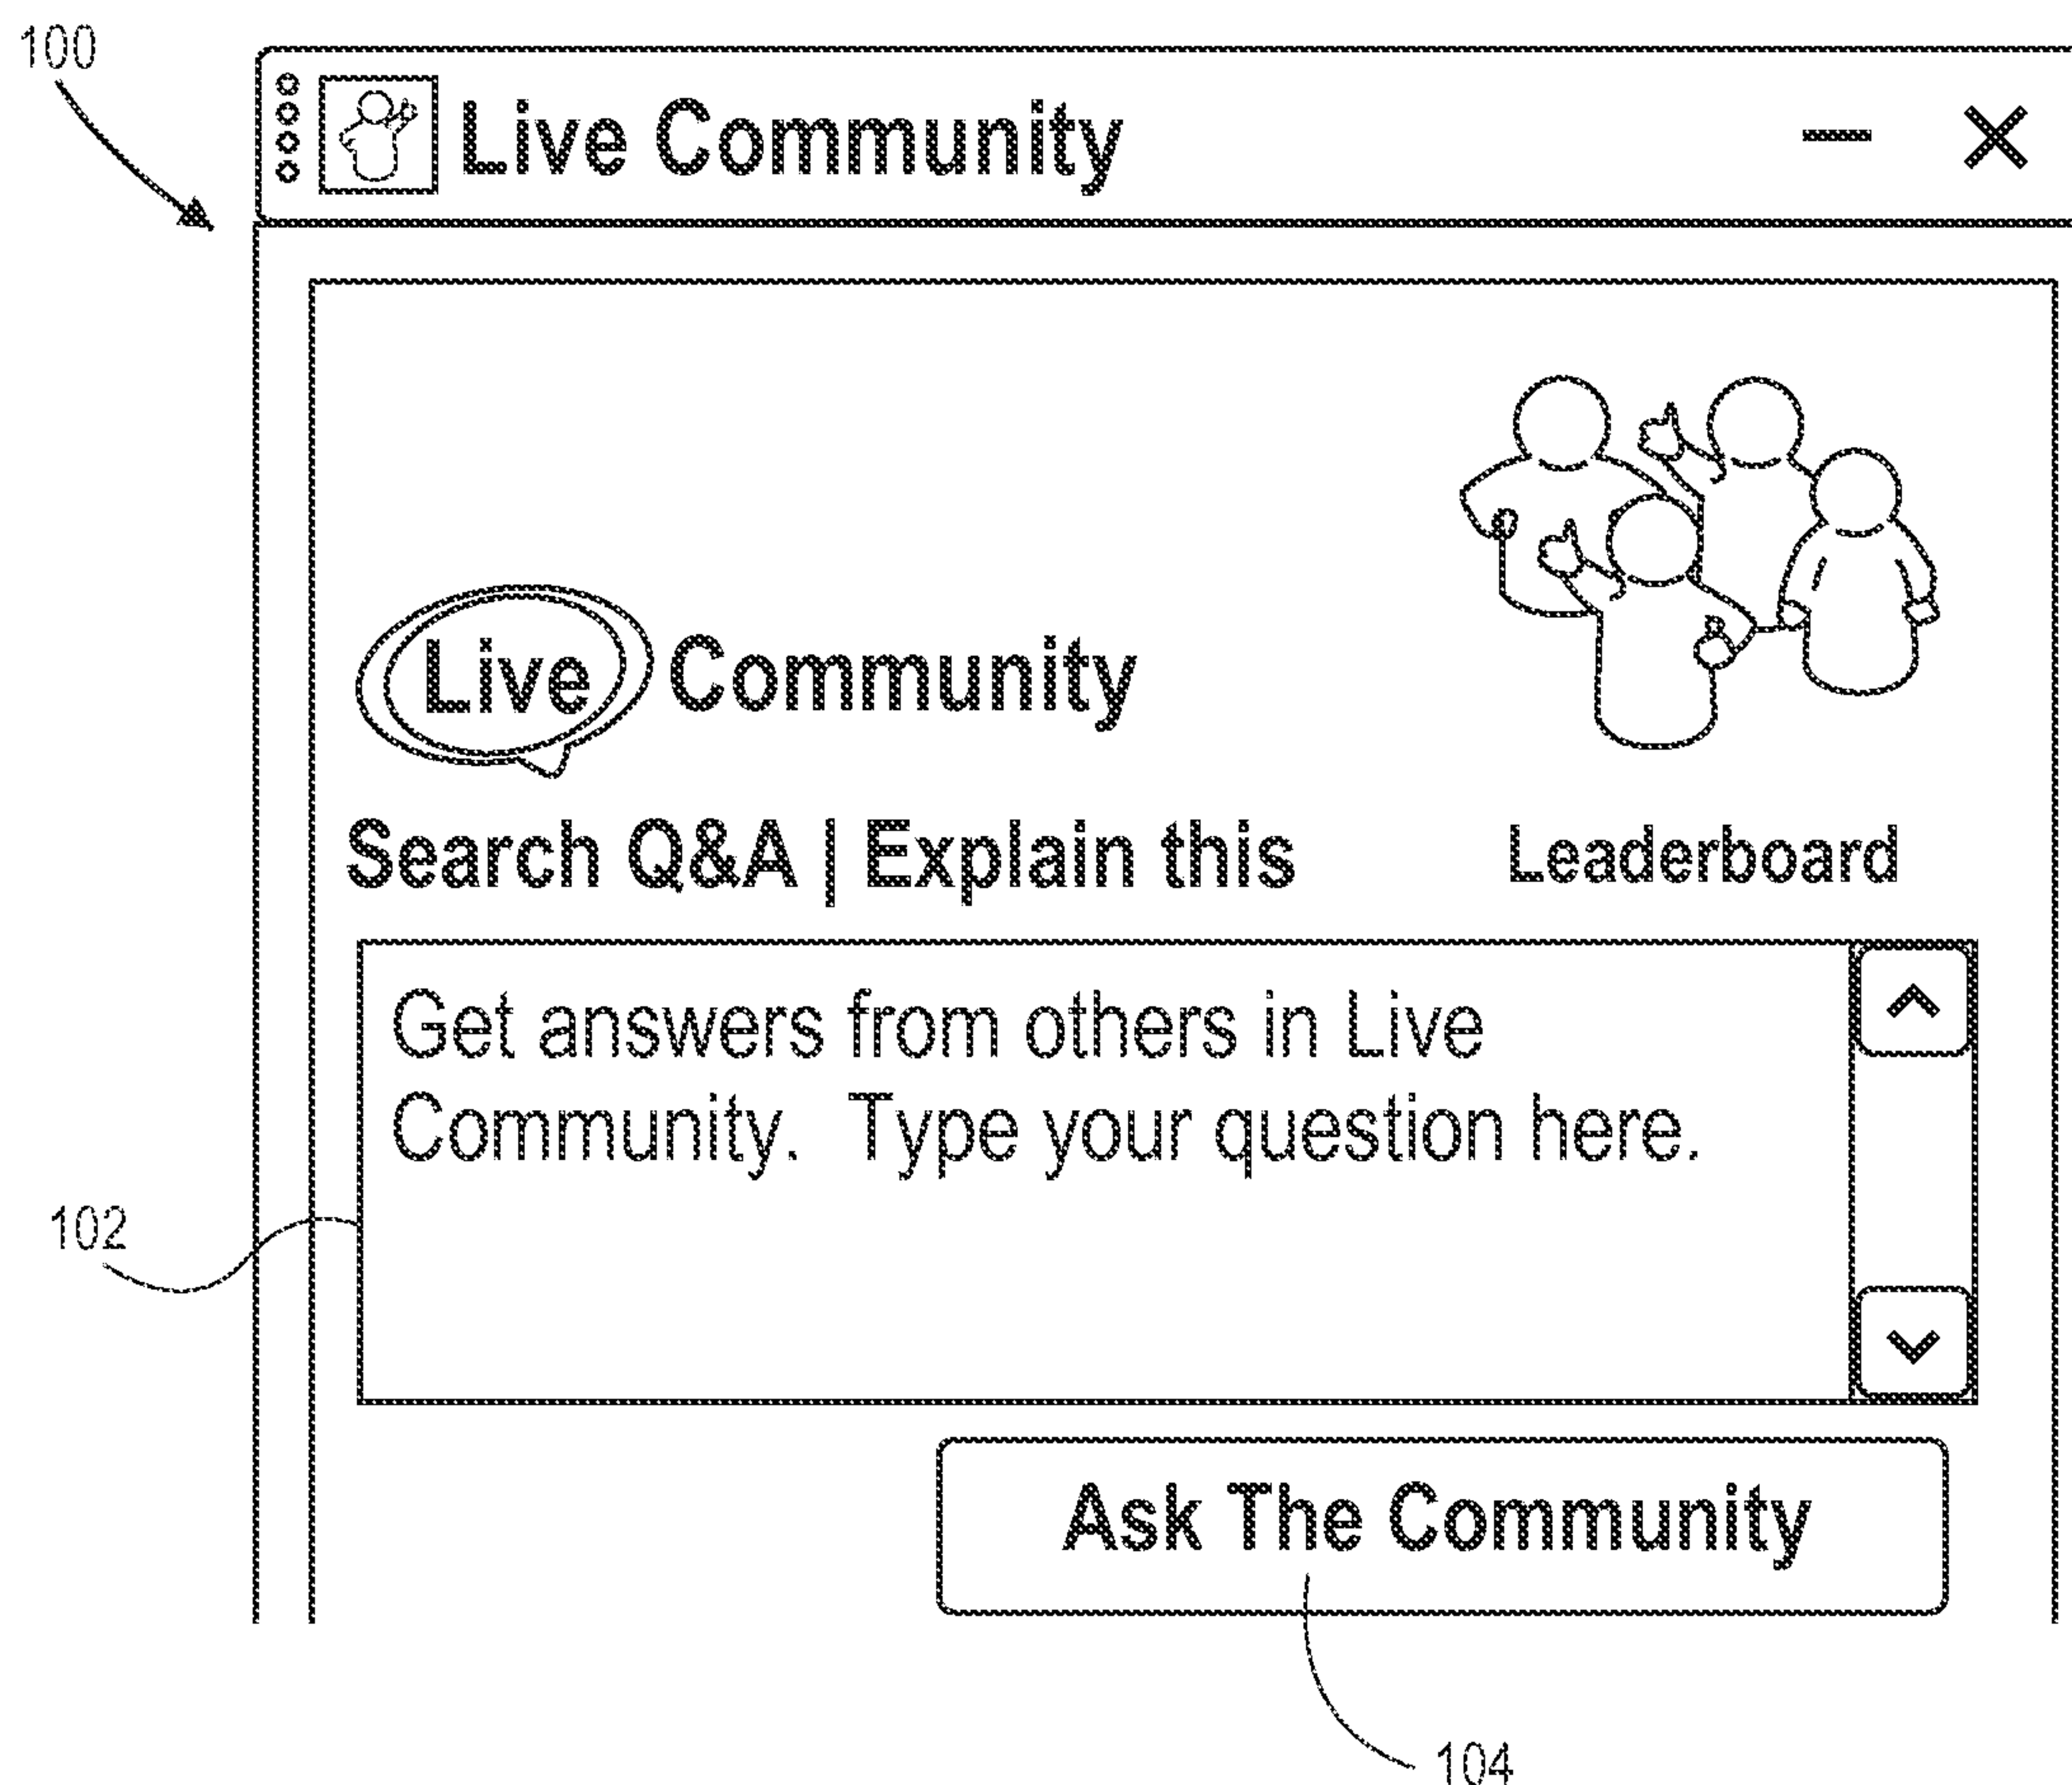 100
Live Community
Live Community
Search Q&A | Explain this
Leaderboard
Get answers from others in Live
Community. Type your question here.
102
Ask The Community
104